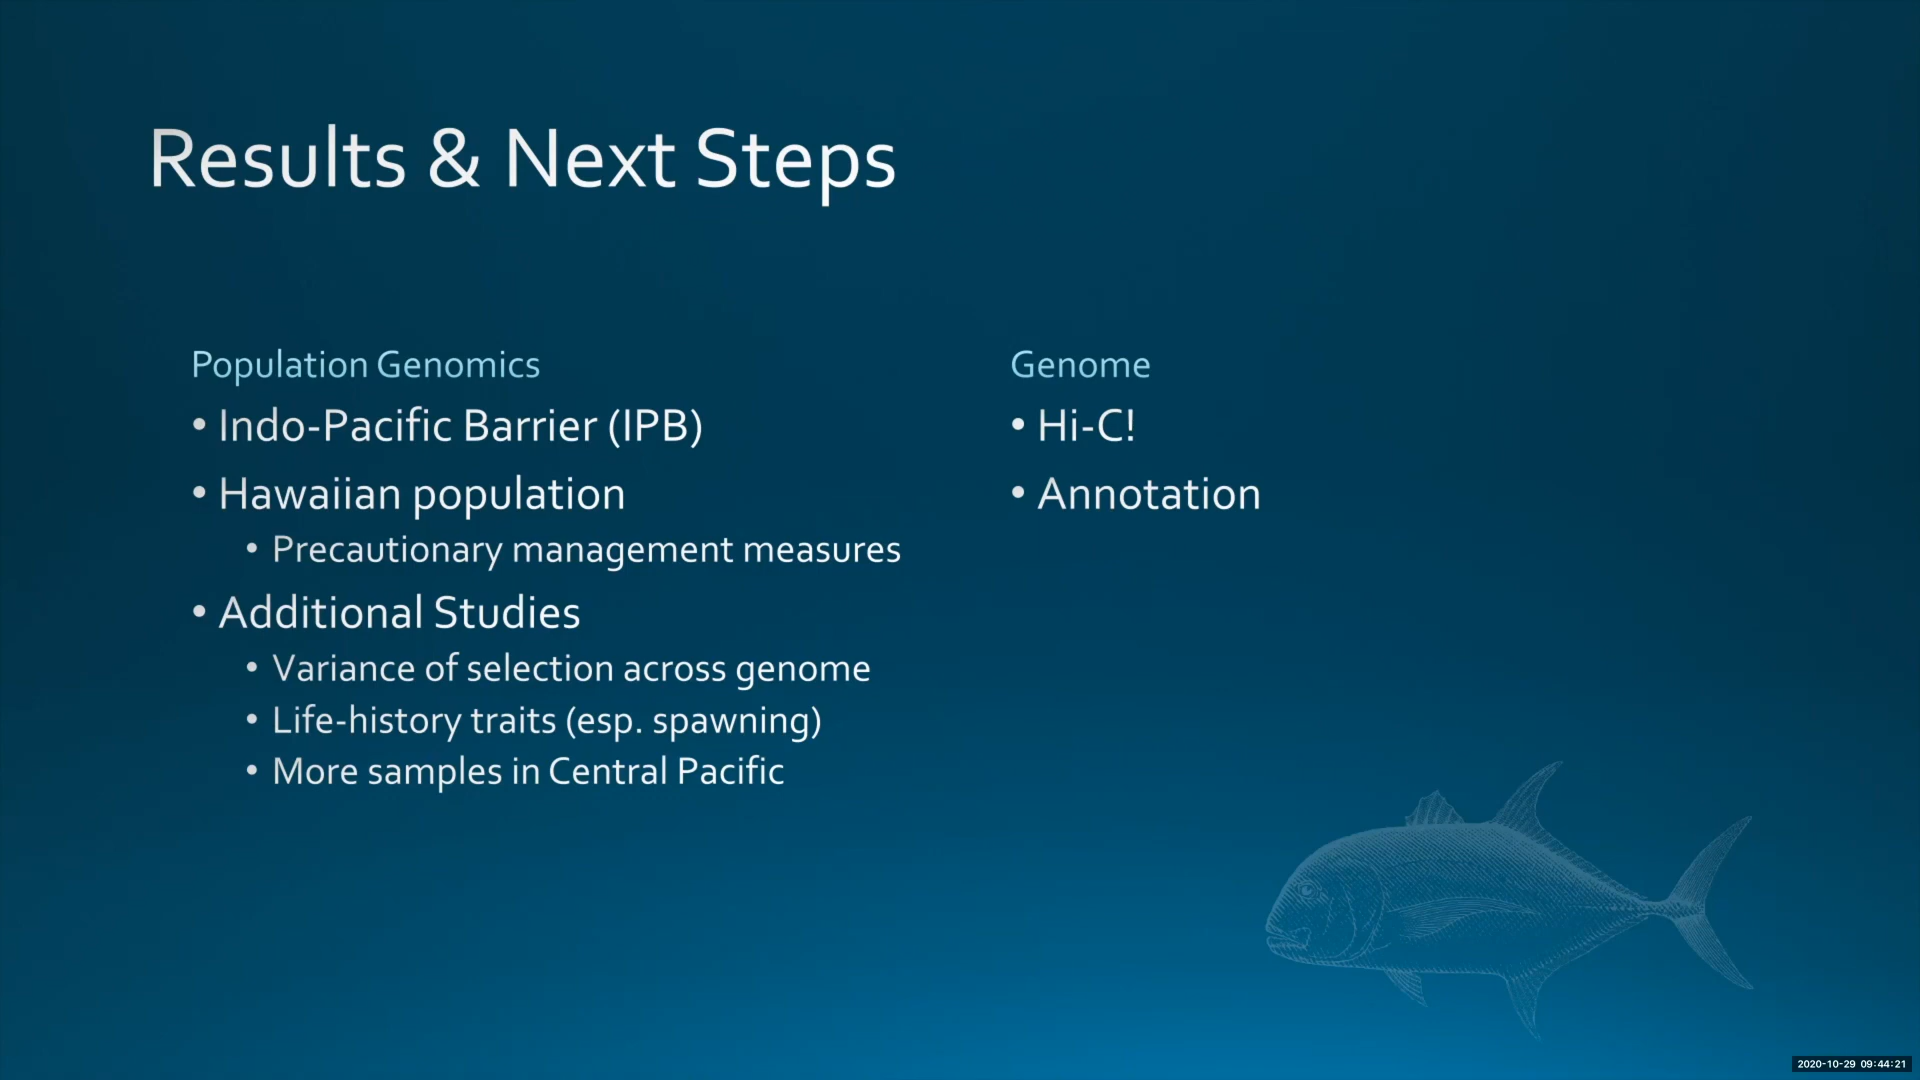 Results & Next Steps
Population Genomics
• Indo-Pacific Barrier (IPB)
• Hawaiian population
• Precautionary management measures
• Additional Studies
• Variance of selection across genome
• Life-history traits (esp. spawning)
• More samples in Central Pacific
Genome
• Hi-C!
• Annotation
2020-10-29 09:44:21